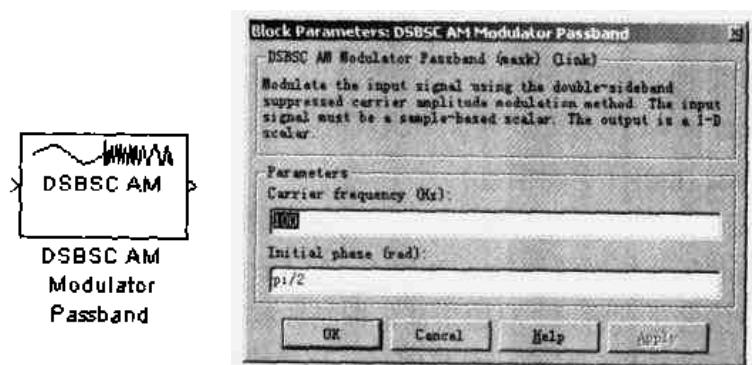 DSBSC AM
DSBSC AM
Modulator
Passband
Block Parameters: DSBSC AM Modulator Passband
DSBSC AM Modulator Passband (mask) (link)
Modulate the input signal using the double-sideband
suppressed carrier amplitude modulation method. The input
signal must be a sample-based scalar. The output is a 1-D
scalar.
Parameters
Carrier frequency (Hz):
100
Initial phase (rad):
pi/2
OK
Cancel
Help
Apply